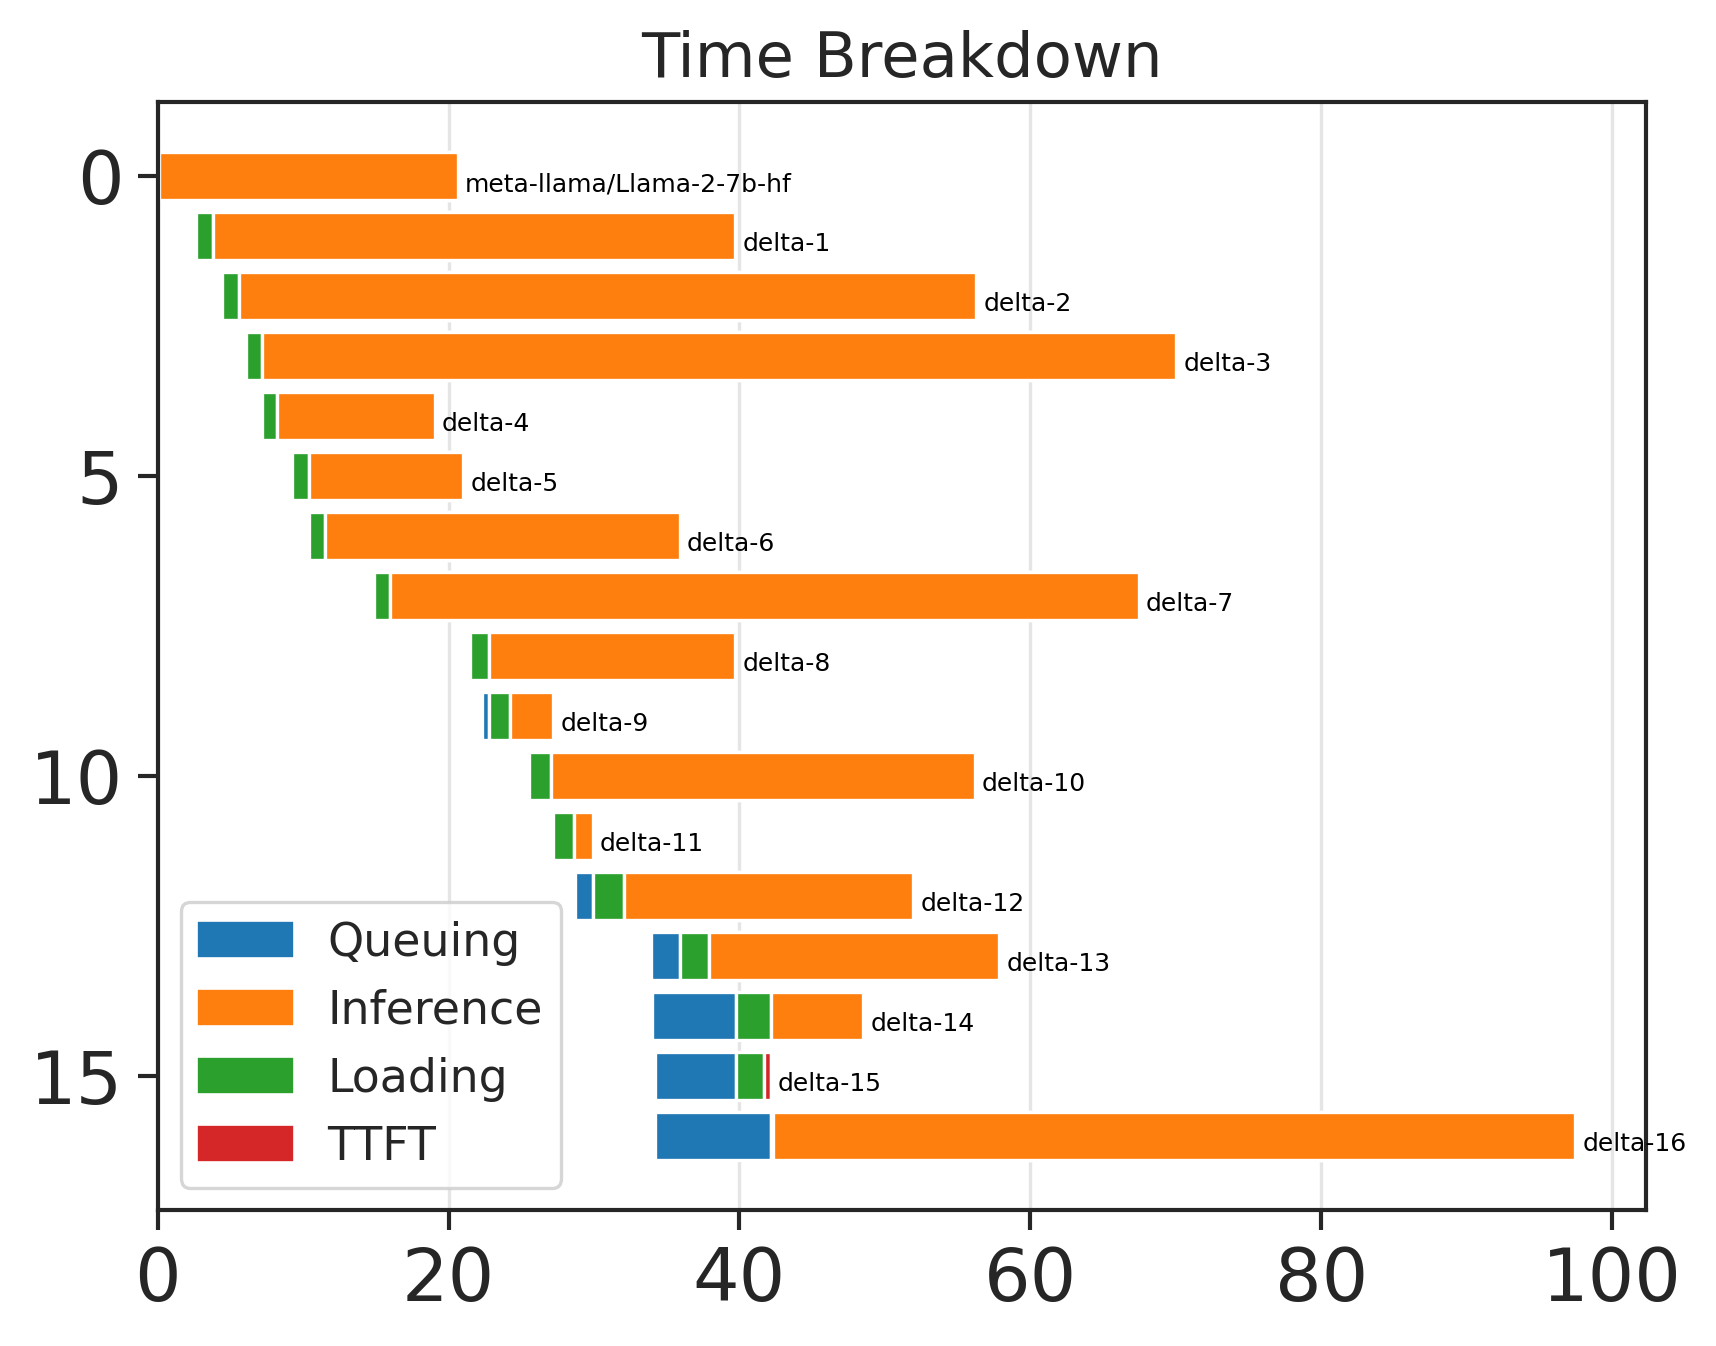 Time Breakdown
0
meta-llama/Llama-2-7b-hf
delta-1
delta-2
delta-3
delta-4
5
delta-5
delta-6
delta-7
delta-8
delta-9
10
delta-10
delta-11
delta-12
delta-13
delta-14
15
delta-15
delta-16
Queuing
Inference
Loading
TTFT
0 20 40 60 80 100